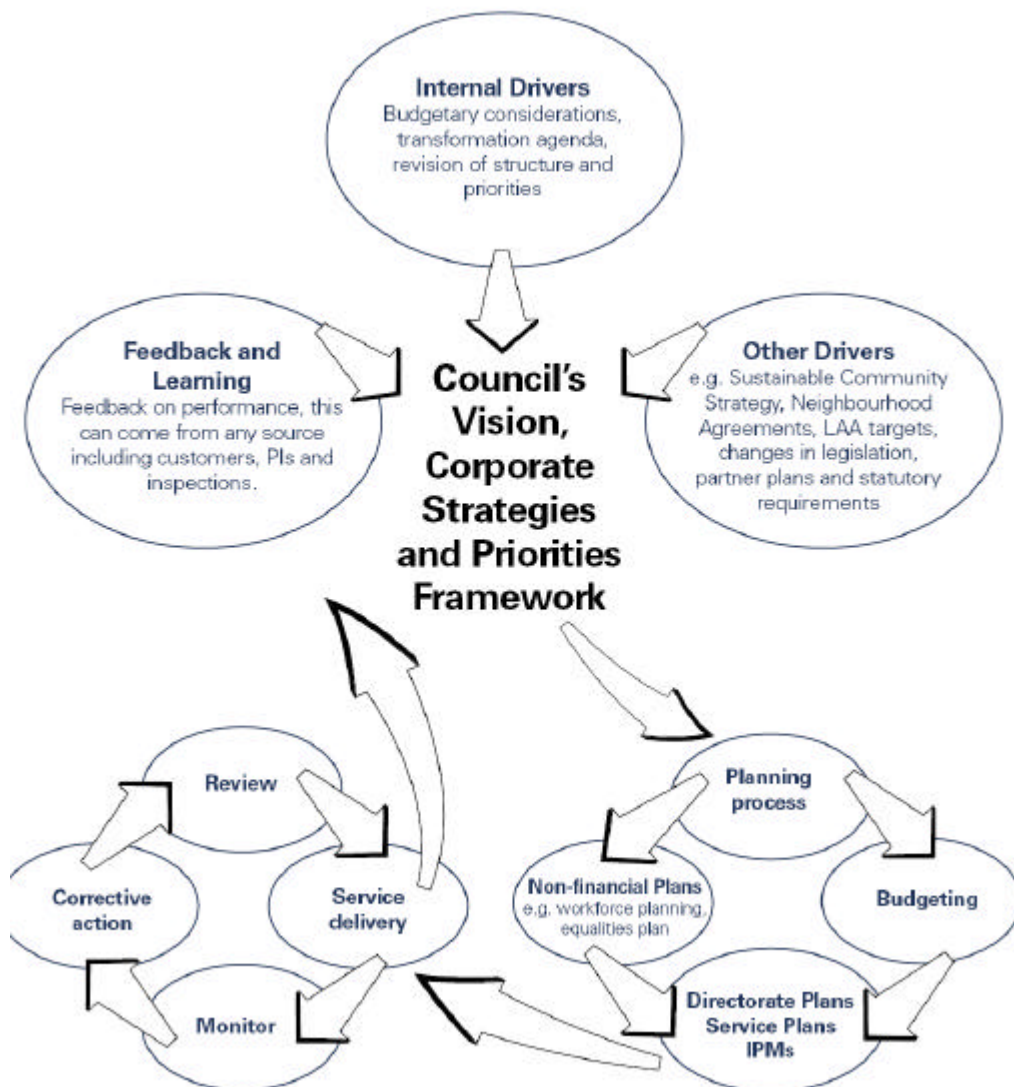 Internal Drivers
Budgetary considerations,
transformation agenda,
revision of structure and
priorities
Feedback and
Learning
Feedback on performance, this
can come from any source
including customers, PIs and
inspections.
Other Drivers
e.g. Sustainable Community
Strategy, Neighbourhood
Agreements, LAA targets,
changes in legislation,
partner plans and statutory
requirements
Council's
Vision,
Corporate
Strategies
and Priorities
Framework
Review
Corrective
action
Service
delivery
Monitor
Planning
process
Non-financial Plans
e.g. workforce planning,
equalities plan
Budgeting
Directorate Plans
Service Plans
IPMs